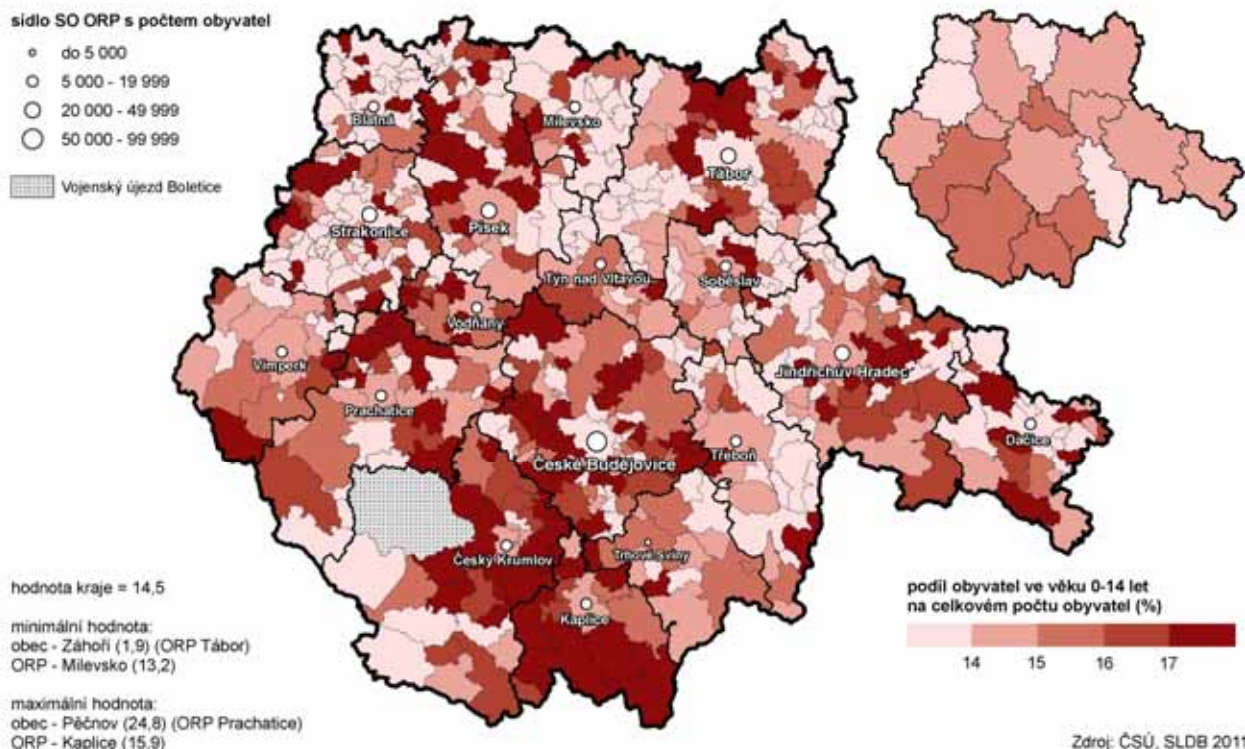 sídlo SO ORP s počtem obyvatel
do 5 000
5 000 - 19 999
20 000 - 49 999
50 000 - 99 999
Vojenský újezd Boletice
Blatná
Milevsko
Tábor
Strakonice
Písek
Týn nad Vltavou
Soběslav
Vodňany
Vimperk
Jindřichův Hradec
Prachatice
Dačice
České Budějovice
Třeboň
Český Krumlov
Trhové Sviny
Kaplice
hodnota kraje = 14,5
minimální hodnota:
obec - Záhoří (1,9) (ORP Tábor)
ORP - Milevsko (13,2)
maximální hodnota:
obec - Pěčnov (24,8) (ORP Prachatice)
ORP - Kaplice (15,9)
podíl obyvatel ve věku 0-14 let
na celkovém počtu obyvatel (%)
14 15 16 17
Zdroj: ČSÚ, SLDB 2011